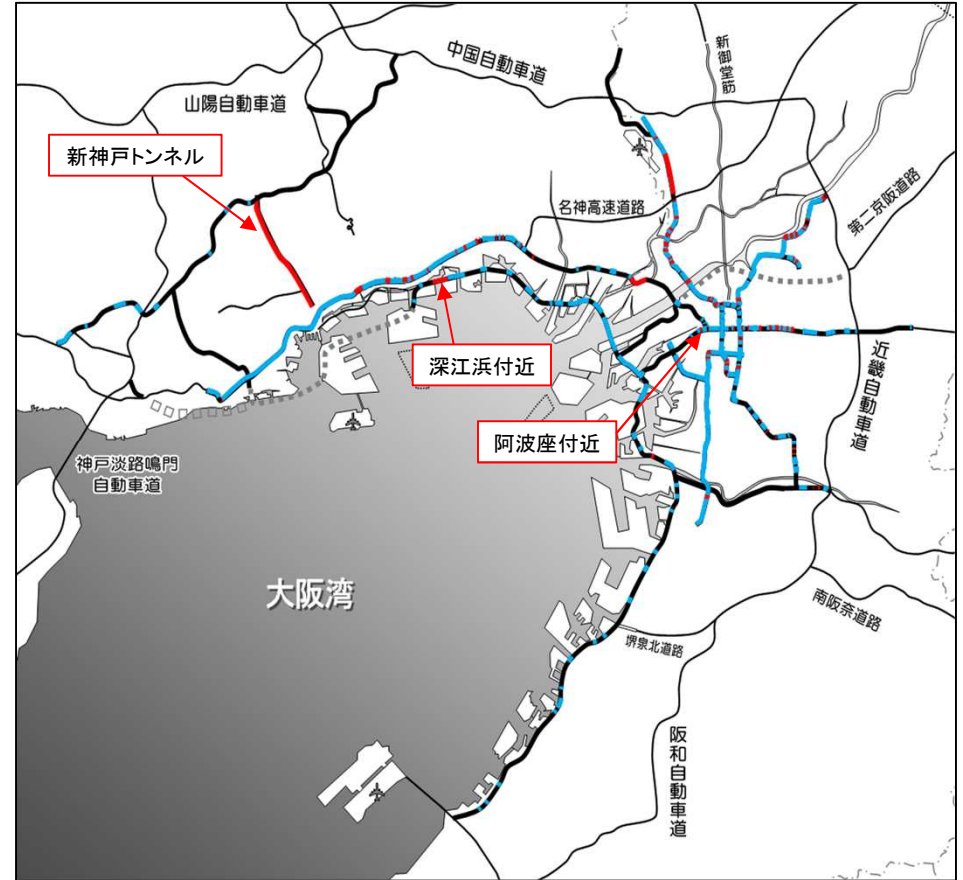 中国自動車道
新御堂筋
山陽自動車道
新神戸トンネル
名神高速道路
第二京阪道路
深江浜付近
阿波座付近
近畿自動車道
神戸淡路鳴門
自動車道
大阪湾
南阪奈道路
堺泉北道路
阪和自動車道